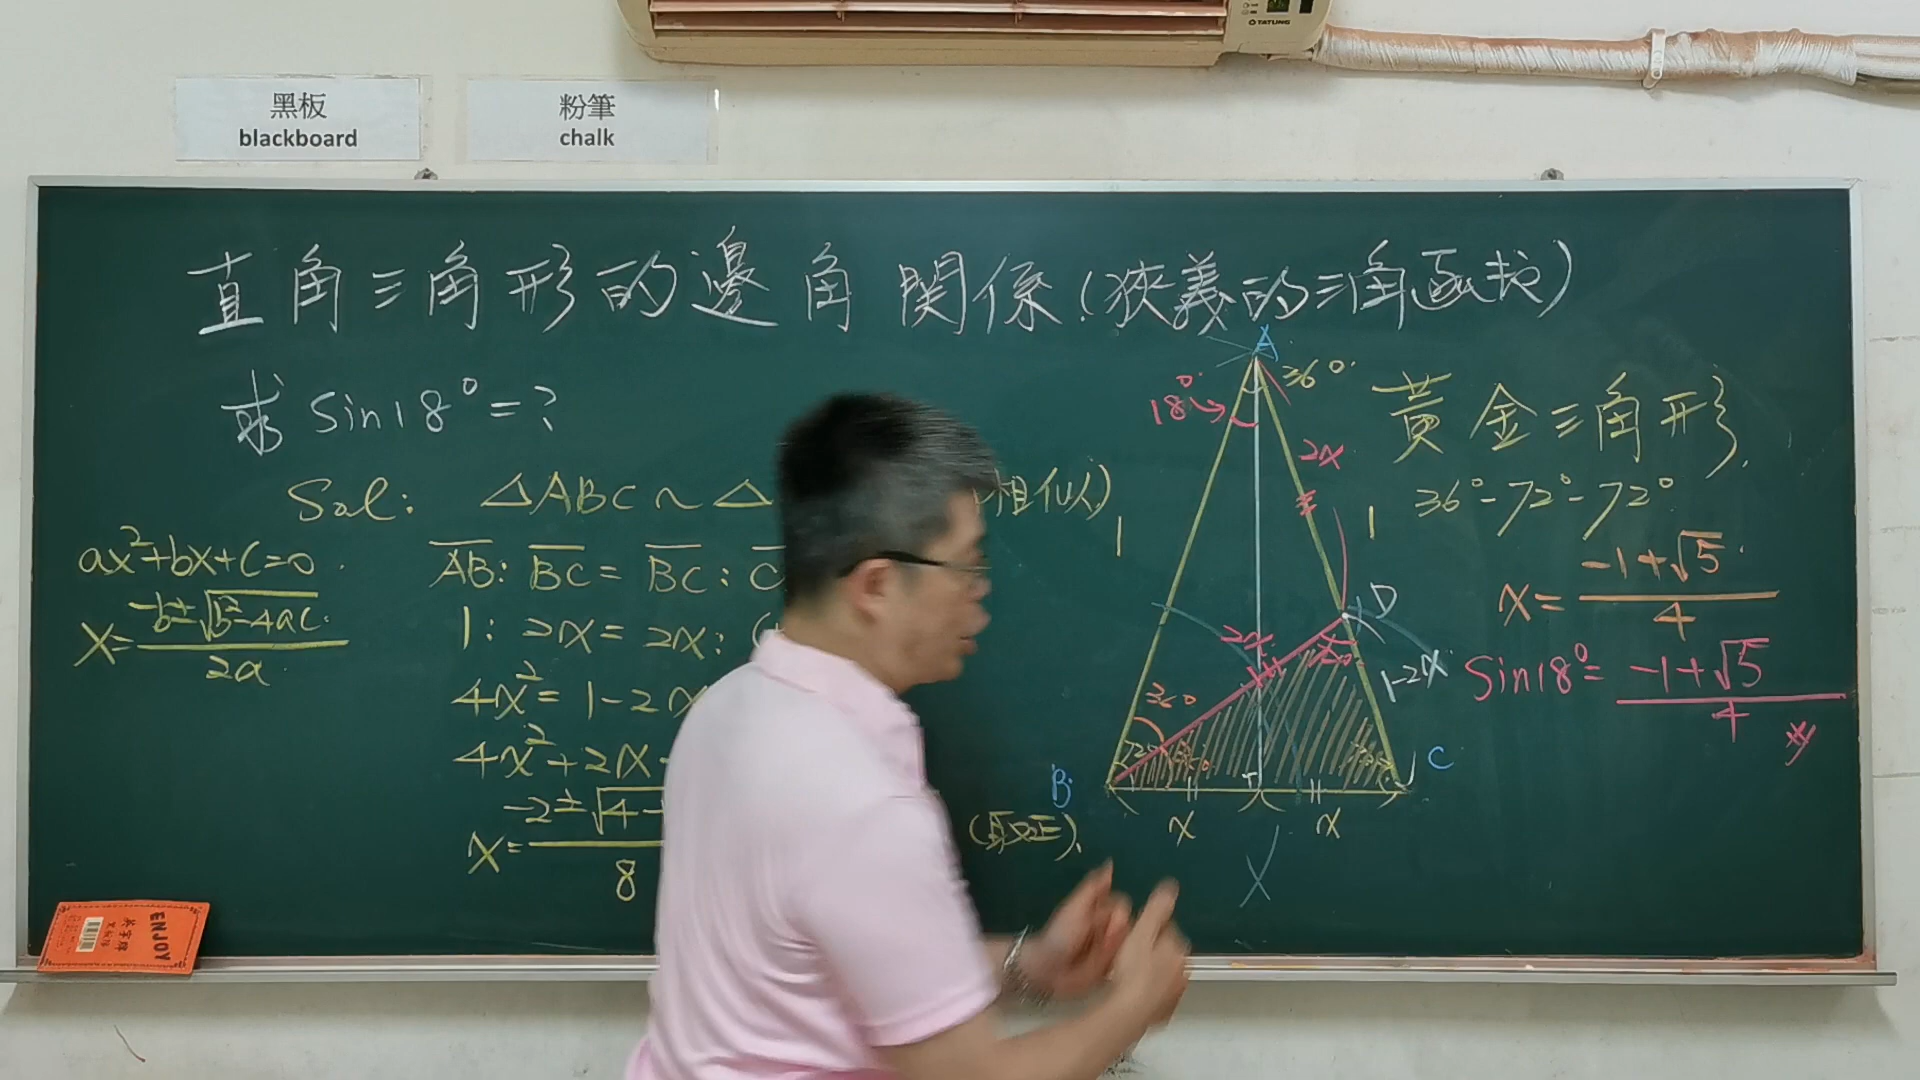 TATUNG
黑板
blackboard
粉筆
chalk
直角三角形的邊角關係(狹義的三角函數)
求 Sin18°=?
Sol: △ABC ~ △
相似)
ax²+bx+c=0
X=
-b±√b²-4ac
2a
AB: BC = BC:
1: 2x = 2x: (
4x² = 1-2x
4x²+2x-
x=
-2±√4-
8
(取正)
A
36°
18°
2x
1
1
D
2x
1-2x
36°
72°
B
C
x
x
黃金三角形
36°-72°-72°
x= -1+√5
4
Sin18°= -1+√5
4
ENJOY